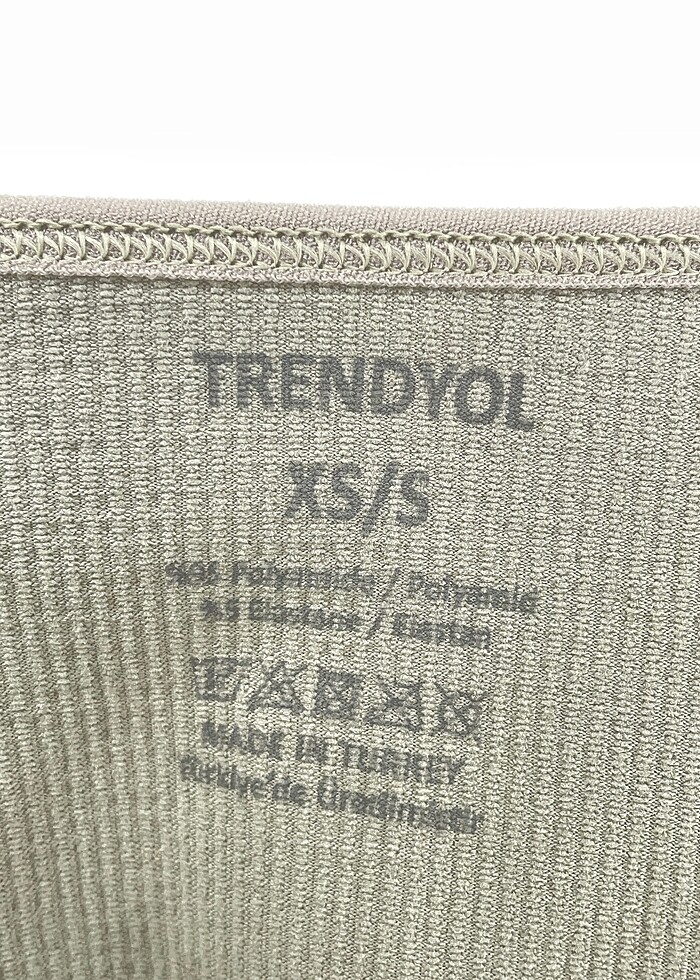 TRENDYOL
XS/S
%95 Polyamide / Polyamid
%5 Elastane / Elastan
MADE IN TURKEY
Türkiye'de Üretilmiştir